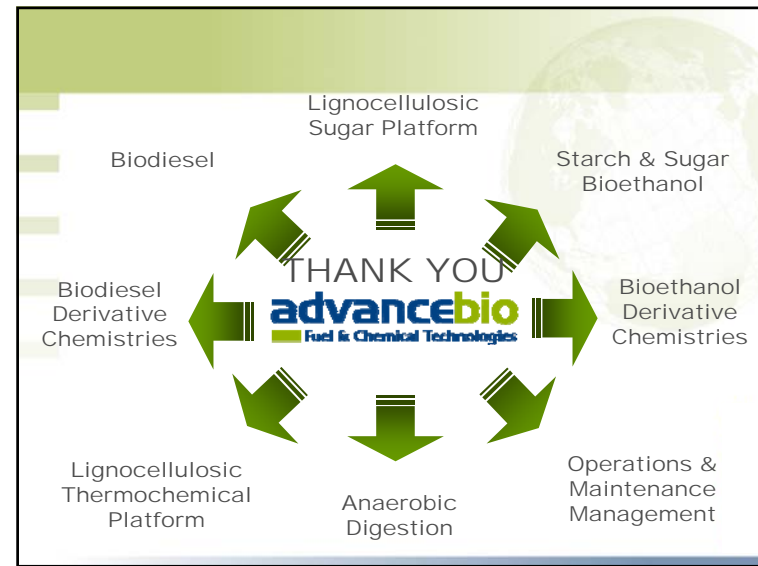 Lignocellulosic
Sugar Platform
Biodiesel
Starch & Sugar
Bioethanol
THANK YOU
advancebio
Fuel & Chemical Technologies
Biodiesel
Derivative
Chemistries
Bioethanol
Derivative
Chemistries
Lignocellulosic
Thermochemical
Platform
Anaerobic
Digestion
Operations &
Maintenance
Management